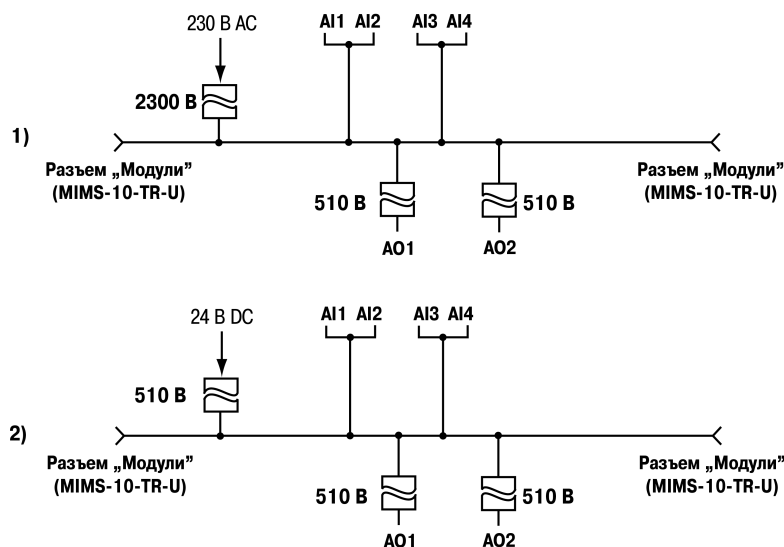 230 В AC
AI1 AI2 AI3 AI4
2300 В
1)
Разъем „Модули”
(MIMS-10-TR-U)
Разъем „Модули”
(MIMS-10-TR-U)
510 В
510 В
AO1
AO2
24 В DC
AI1 AI2 AI3 AI4
510 В
2)
Разъем „Модули”
(MIMS-10-TR-U)
Разъем „Модули”
(MIMS-10-TR-U)
510 В
510 В
AO1
AO2